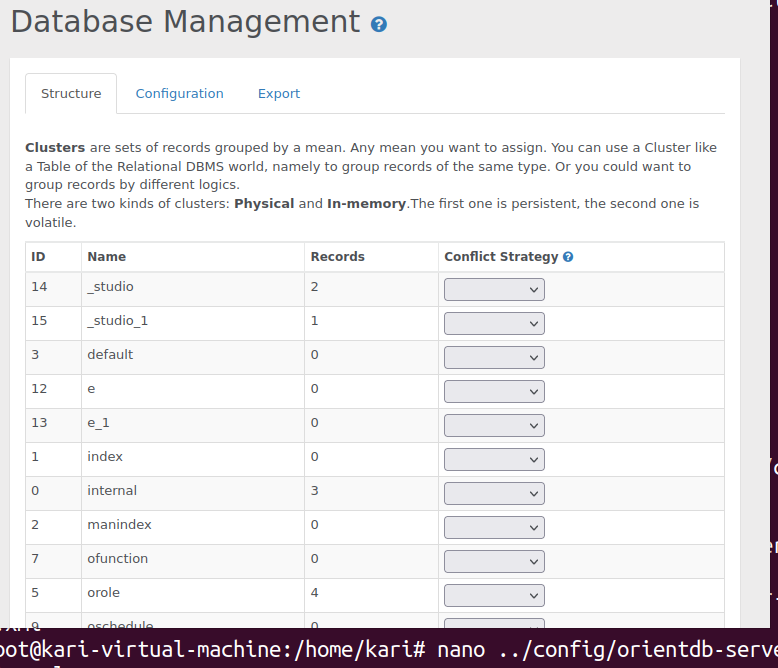 Database Management ?
Structure Configuration Export
Clusters are sets of records grouped by a mean. Any mean you want to assign. You can use a Cluster like
a Table of the Relational DBMS world, namely to group records of the same type. Or you could want to
group records by different logics.
There are two kinds of clusters: Physical and In-memory.The first one is persistent, the second one is
volatile.
ID Name Records Conflict Strategy ?
14 _studio 2
15 _studio_1 1
3 default 0
12 e 0
13 e_1 0
1 index 0
0 internal 3
2 manindex 0
7 ofunction 0
5 orole 4
9 oschedule 0
oot@kari-virtual-machine:/home/kari# nano ../config/orientdb-serve